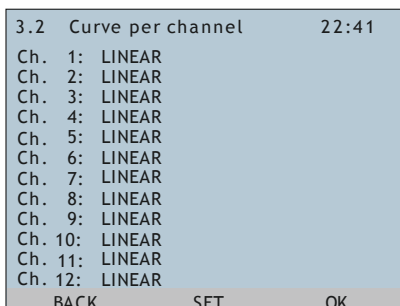 3.2 Curve per channel 22:41
Ch. 1: LINEAR
Ch. 2: LINEAR
Ch. 3: LINEAR
Ch. 4: LINEAR
Ch. 5: LINEAR
Ch. 6: LINEAR
Ch. 7: LINEAR
Ch. 8: LINEAR
Ch. 9: LINEAR
Ch. 10: LINEAR
Ch. 11: LINEAR
Ch. 12: LINEAR
BACK SET OK